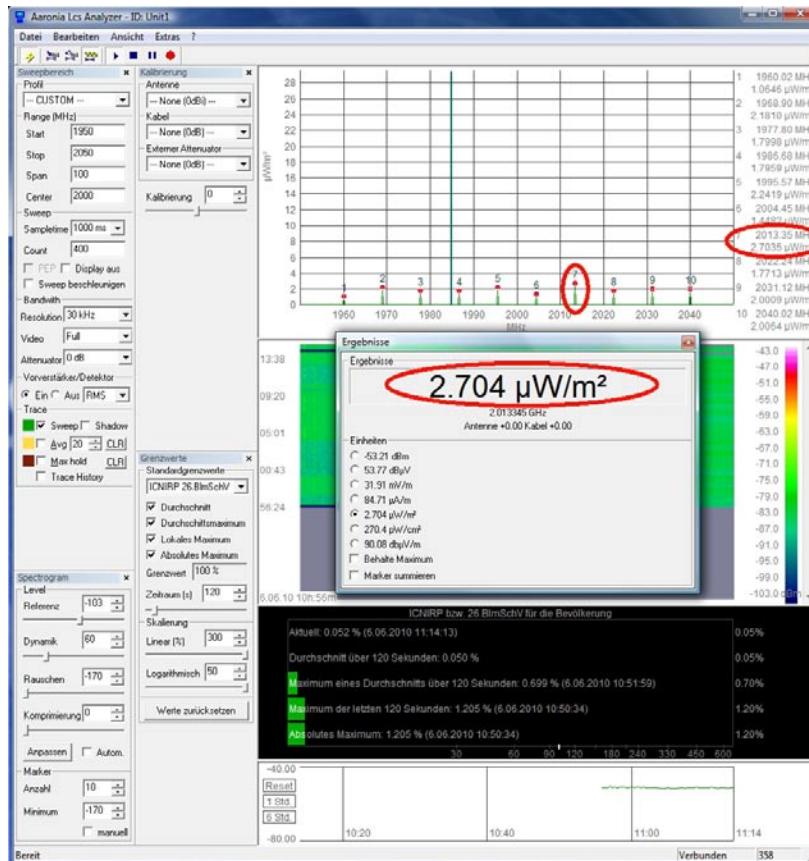 Aaronia Lcs Analyzer - ID: Unit1
Datei Bearbeiten Ansicht Extras ?
Sweepbereich
Profil
--- CUSTOM ---
Range (MHz)
Start 1950
Stop 2050
Span 100
Center 2000
Sweep
Sampletime 1000 ms
Count 400
PEP Display aus
Sweep beschleunigen
Bandwith
Resolution 30 kHz
Video Full
Attenuator 0 dB
Vorverstärker/Detektor
Ein Aus RMS
Trace
Sweep Shadow
Avg 20 CLR
Max hold CLR
Trace History
Spectrogram
Level
Referenz -103
Dynamik 60
Rauschen -170
Komprimierung 0
Anpassen Autom.
Marker
Anzahl 10
Minimum -170
manuell
Kalibrierung
Antenne
--- None (0dBi) ---
Kabel
--- None (0dB) ---
Externer Attenuator
--- None (0dB) ---
Kalibrierung 0
Grenzwerte
Standardgrenzwerte
ICNIRP 26.BImSchV
Durchschnitt
Durchschittsmaximum
Lokales Maximum
Absolutes Maximum
Grenzwert 100 %
Zeitraum (s) 120
Skalierung
Linear (%) 300
Logarithmisch 50
Werte zurücksetzen
µW/m²
28
26
24
22
20
18
16
14
12
10
8
6
4
2
0
1 2 3 4 5 6 7 8 9 10
1960 1970 1980 1990 2000 2010 2020 2030 2040
MHz
1 1960.02 MH
1.0646 µW/m
2 1968.90 MH
2.1810 µW/m
3 1977.80 MH
1.7998 µW/m
4 1986.68 MH
1.7959 µW/m
5 1995.57 MH
2.2419 µW/m
6 2004.45 MH
1.4482 µW/m
7 2013.35 MH
2.7035 µW/m
8 2022.24 MH
1.7713 µW/m
9 2031.12 MH
2.0009 µW/m
10 2040.02 MH
2.0064 µW/m
13:38
09:20
05:01
00:43
56:24
6.06.10 10h:56m
-43.0
-47.0
-51.0
-55.0
-59.0
-63.0
-67.0
-71.0
-75.0
-79.0
-83.0
-87.0
-91.0
-95.0
-99.0
-103.0 dBm
Ergebnisse
Ergebnisse
2.704 µW/m²
2.013345 GHz
Antenne +0.00 Kabel +0.00
Einheiten
-53.21 dBm
53.77 dBµV
31.91 mV/m
84.71 µA/m
2.704 µW/m²
270.4 pW/cm²
90.08 dbµV/m
Behalte Maximum
Marker summieren
ICNIRP bzw. 26.BImSchV für die Bevölkerung
Aktuell: 0.052 % (6.06.2010 11:14:13) 0.05%
Durchschnitt über 120 Sekunden: 0.050 % 0.05%
Maximum eines Durchschnitts über 120 Sekunden: 0.699 % (6.06.2010 10:51:59) 0.70%
Maximum der letzten 120 Sekunden: 1.205 % (6.06.2010 10:50:34) 1.20%
Absolutes Maximum: 1.205 % (6.06.2010 10:50:34) 1.20%
30 60 90 120 180 240 330 450 600
-40.00
Reset
1 Std.
6 Std.
-80.00
10:20 10:40 11:00 11:14
Bereit Verbunden 358